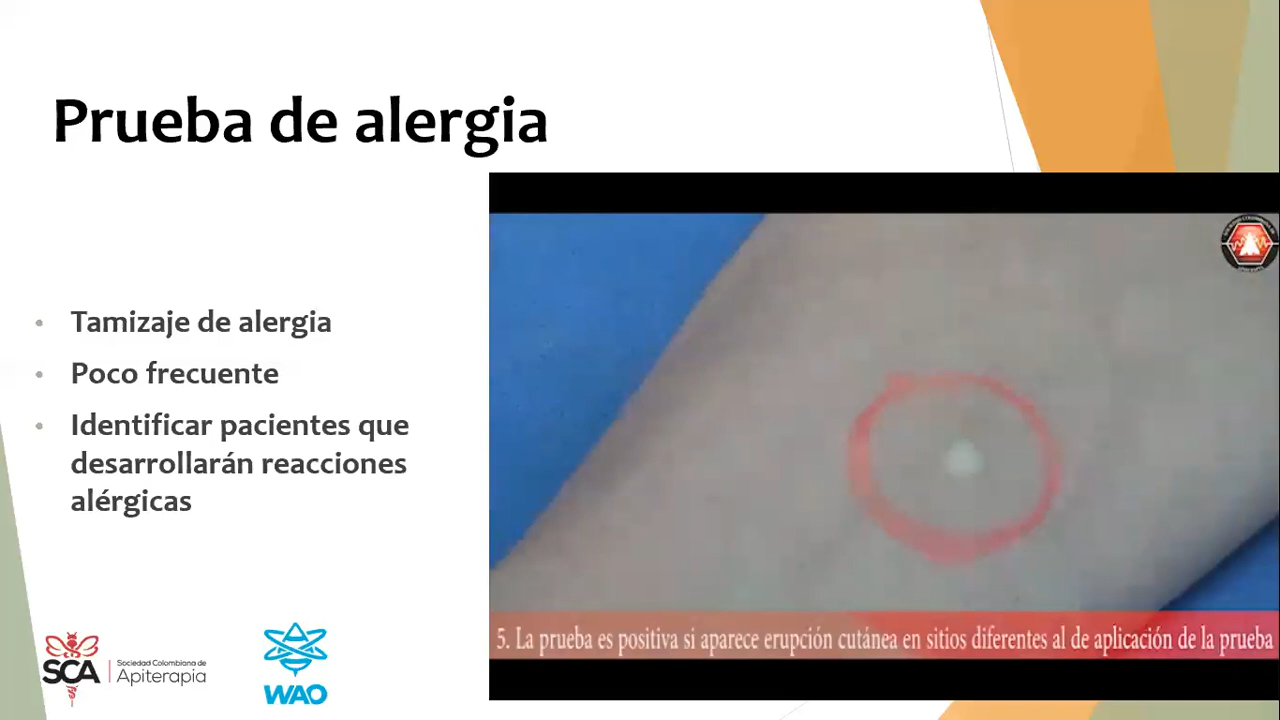 Prueba de alergia
• Tamizaje de alergia
• Poco frecuente
• Identificar pacientes que
desarrollarán reacciones
alérgicas
5. La prueba es positiva si aparece erupción cutánea en sitios diferentes al de aplicación de la prueba
SCA
Sociedad Colombiana de
Apiterapia
WAO